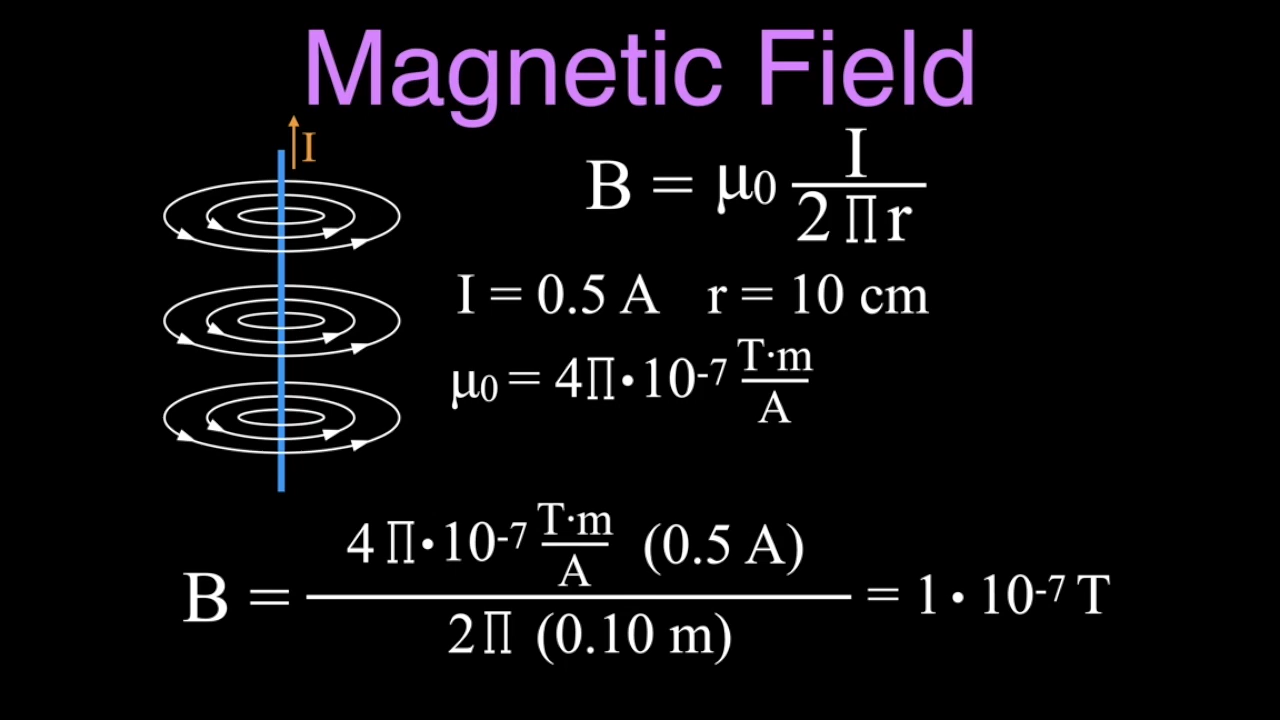 Magnetic Field
I
B = μ₀ I / 2 ∏ r
I = 0.5 A r = 10 cm
μ₀ = 4∏•10⁻⁷ T·m / A
B = 4 ∏•10⁻⁷ T·m / A (0.5 A) / 2 ∏ (0.10 m) = 1 • 10⁻⁷ T